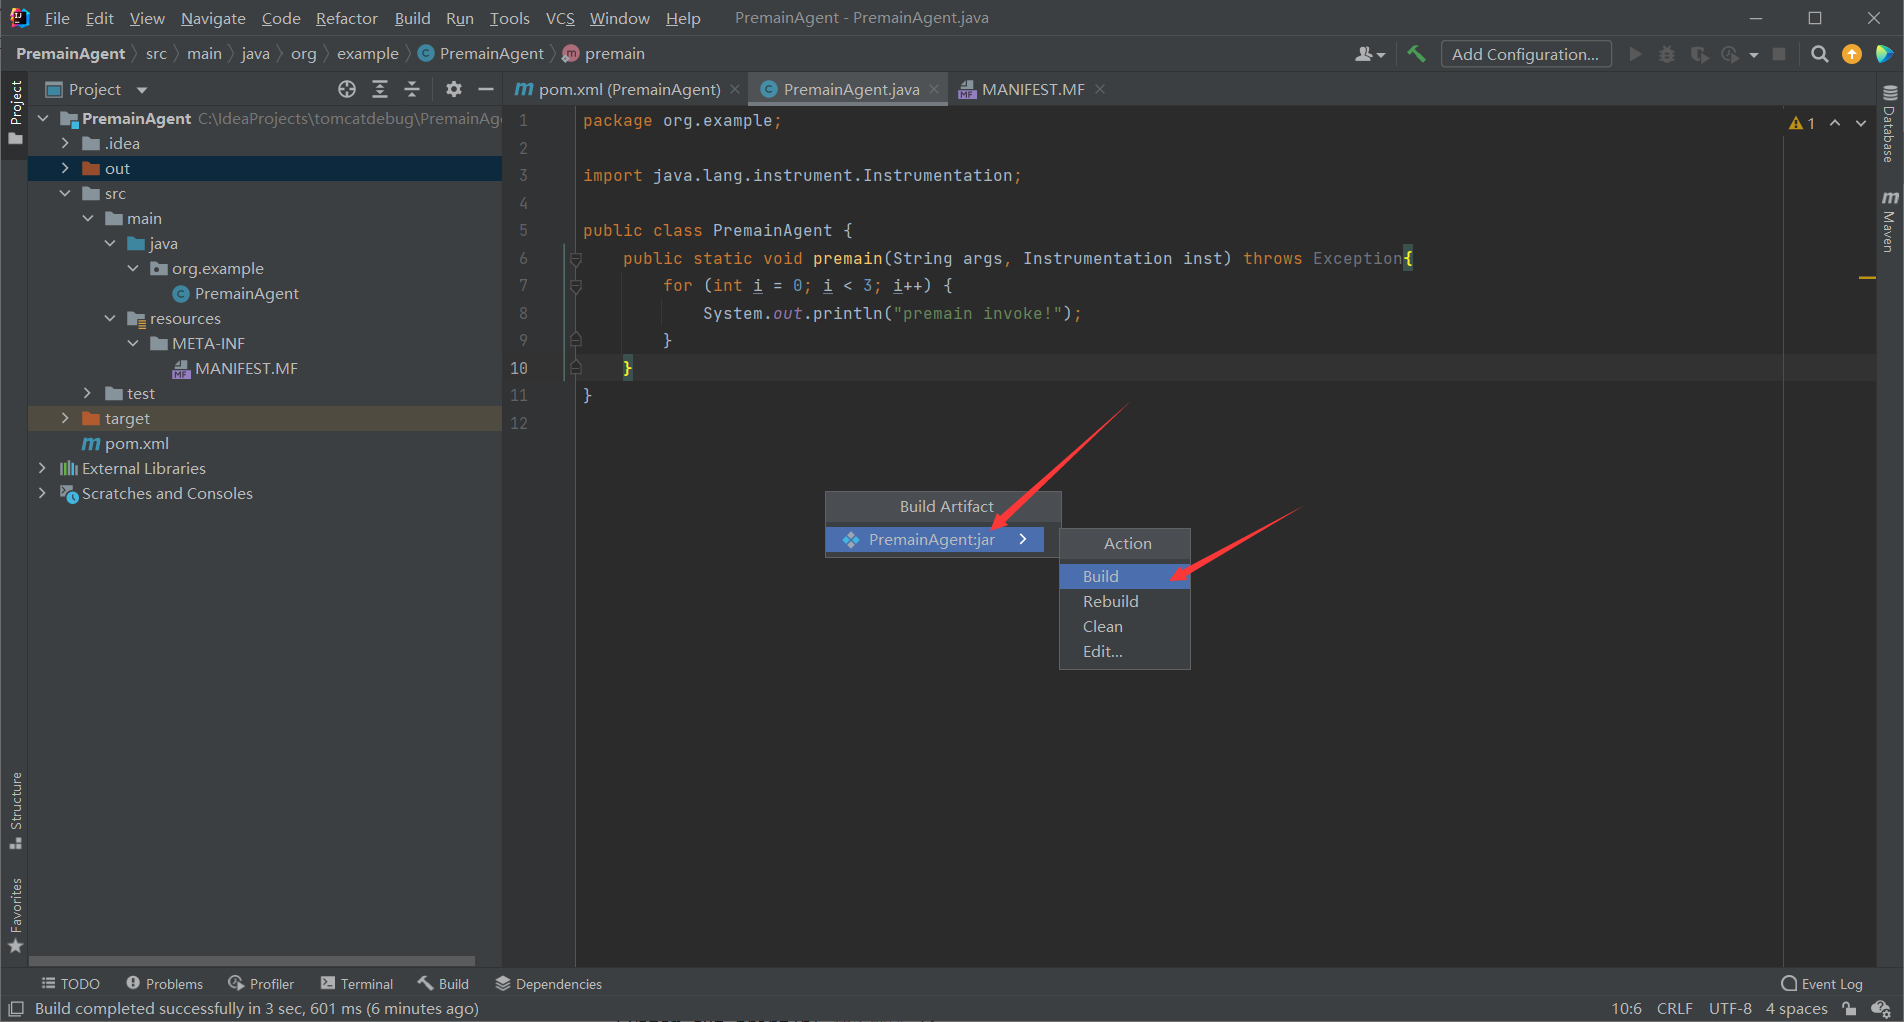 File Edit View Navigate Code Refactor Build Run Tools VCS Window Help PremainAgent - PremainAgent.java
PremainAgent src main java org example PremainAgent premain Add Configuration...
Project
Project
pom.xml (PremainAgent) PremainAgent.java MANIFEST.MF
PremainAgent C:\IdeaProjects\tomcatdebug\PremainAg
.idea
out
src
main
java
org.example
PremainAgent
resources
META-INF
MANIFEST.MF
test
target
pom.xml
External Libraries
Scratches and Consoles
1 package org.example;
2
3 import java.lang.instrument.Instrumentation;
4
5 public class PremainAgent {
6 public static void premain(String args, Instrumentation inst) throws Exception{
7 for (int i = 0; i < 3; i++) {
8 System.out.println("premain invoke!");
9 }
10 }
11 }
12
1
Database
Maven
Build Artifact
PremainAgent:jar
Action
Build
Rebuild
Clean
Edit...
Structure
Favorites
TODO Problems Profiler Terminal Build Dependencies Event Log
Build completed successfully in 3 sec, 601 ms (6 minutes ago) 10:6 CRLF UTF-8 4 spaces